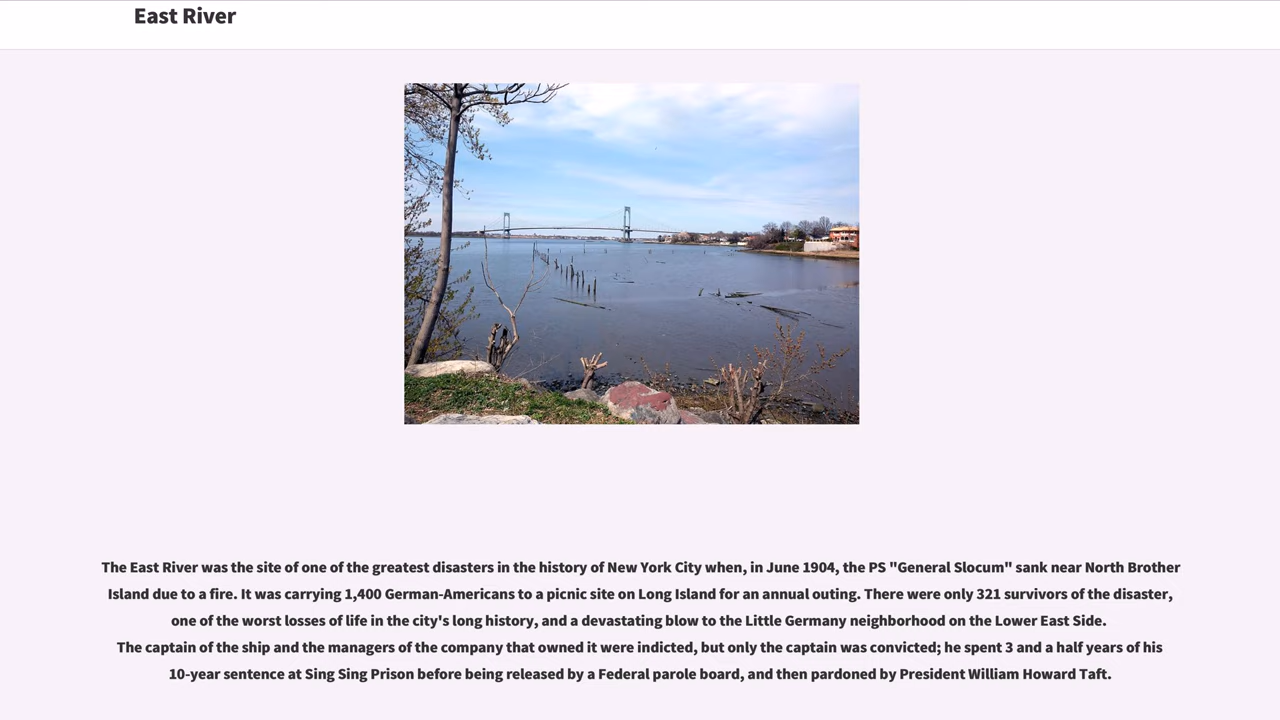 East River
The East River was the site of one of the greatest disasters in the history of New York City when, in June 1904, the PS "General Slocum" sank near North Brother
Island due to a fire. It was carrying 1,400 German-Americans to a picnic site on Long Island for an annual outing. There were only 321 survivors of the disaster,
one of the worst losses of life in the city's long history, and a devastating blow to the Little Germany neighborhood on the Lower East Side.
The captain of the ship and the managers of the company that owned it were indicted, but only the captain was convicted; he spent 3 and a half years of his
10-year sentence at Sing Sing Prison before being released by a Federal parole board, and then pardoned by President William Howard Taft.